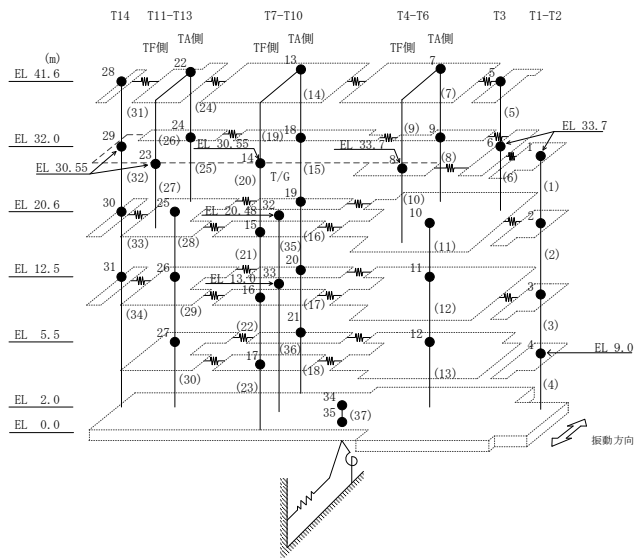 T14 T11-T13 T7-T10 T4-T6 T3 T1-T2
TF側 TA側 TF側 TA側 TF側 TA側
(m)
EL 41.6 28 22 13 7 5
(31) (24) (14) (7) (5)
EL 32.0 29 24 (26) EL 30.55 (19) 18 EL 33.7 (9) 9 6 EL 33.7
EL 30.55 (32) 23 (25) 14 (15) 8 (8) (6) 1
(27) (20) T/G (10) (1)
EL 20.6 30 25 EL 20.48 32 19 10 2
(33) (28) 15 (35) (16) (11) (2)
(21) 20
EL 12.5 31 26 EL 13.0 33 11 3
(34) (29) 16 (17) (12) (3)
EL 5.5 27 (22) 21 12 4 EL 9.0
(30) 17 (36) (18) (13)
(23) (4)
EL 2.0 34
EL 0.0 35 (37)
振動方向